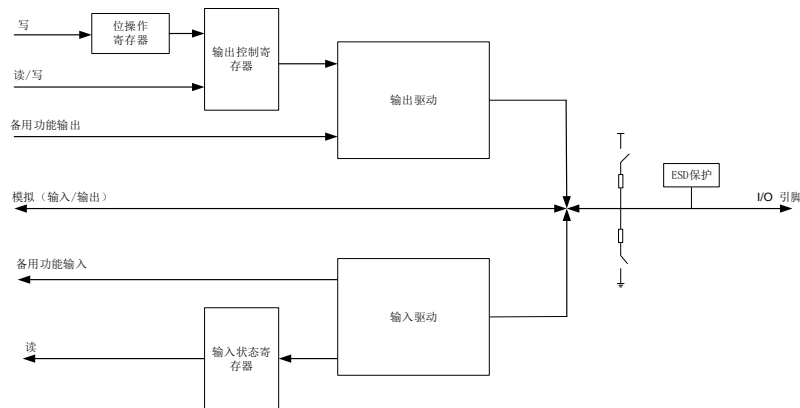 写
位操作
寄存器
输出控制寄
存器
读/写
输出驱动
备用功能输出
ESD保护
模拟（输入/输出）
I/O 引脚
备用功能输入
输入驱动
读
输入状态寄
存器